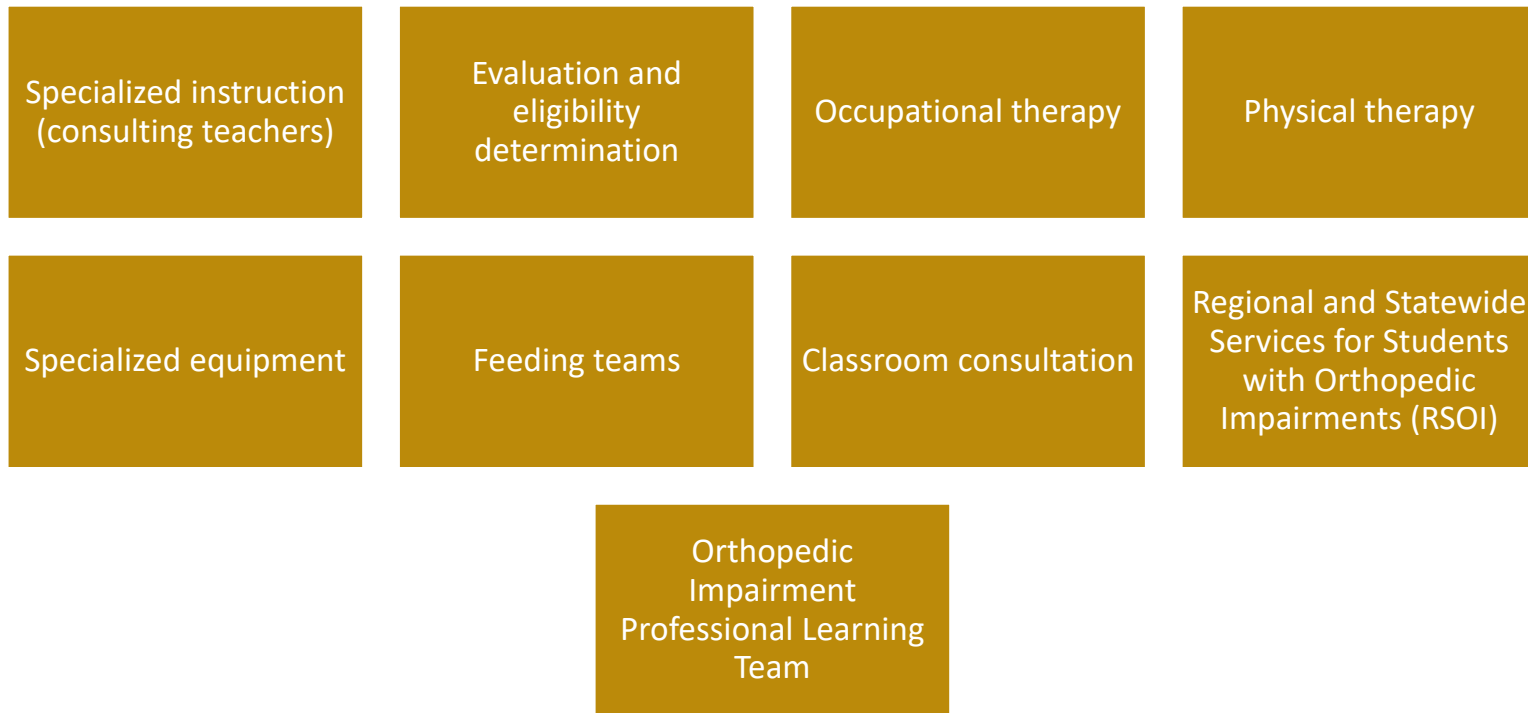 Specialized instruction
(consulting teachers)
Evaluation and
eligibility
determination
Occupational therapy
Physical therapy
Specialized equipment
Feeding teams
Classroom consultation
Regional and Statewide
Services for Students
with Orthopedic
Impairments (RSOI)
Orthopedic
Impairment
Professional Learning
Team